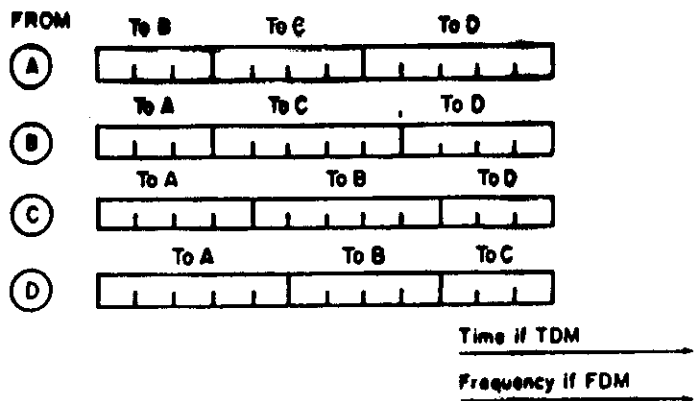 FROM
To B To C To D
A
To A To C To D
B
To A To B To D
C
To A To B To C
D
Time if TDM
Frequency if FDM